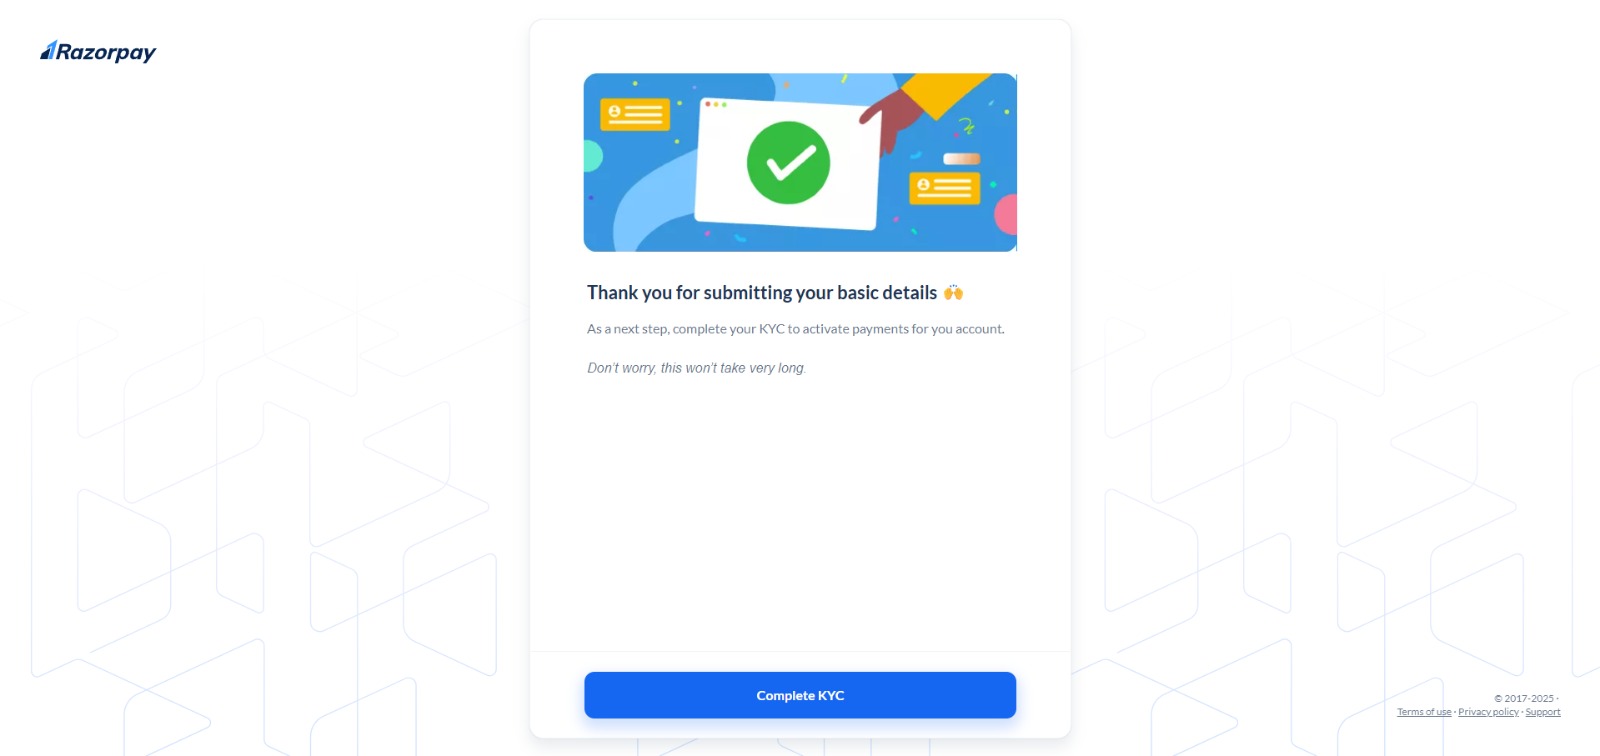 Razorpay
Thank you for submitting your basic details 🙌
As a next step, complete your KYC to activate payments for you account.
Don't worry, this won't take very long.
Complete KYC
© 2017-2025 ·
Terms of use · Privacy policy · Support